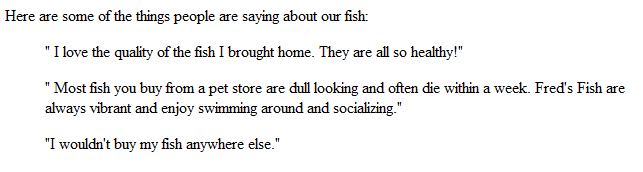 Here are some of the things people are saying about our fish:
" I love the quality of the fish I brought home. They are all so healthy!"
" Most fish you buy from a pet store are dull looking and often die within a week. Fred's Fish are
always vibrant and enjoy swimming around and socializing."
"I wouldn't buy my fish anywhere else."